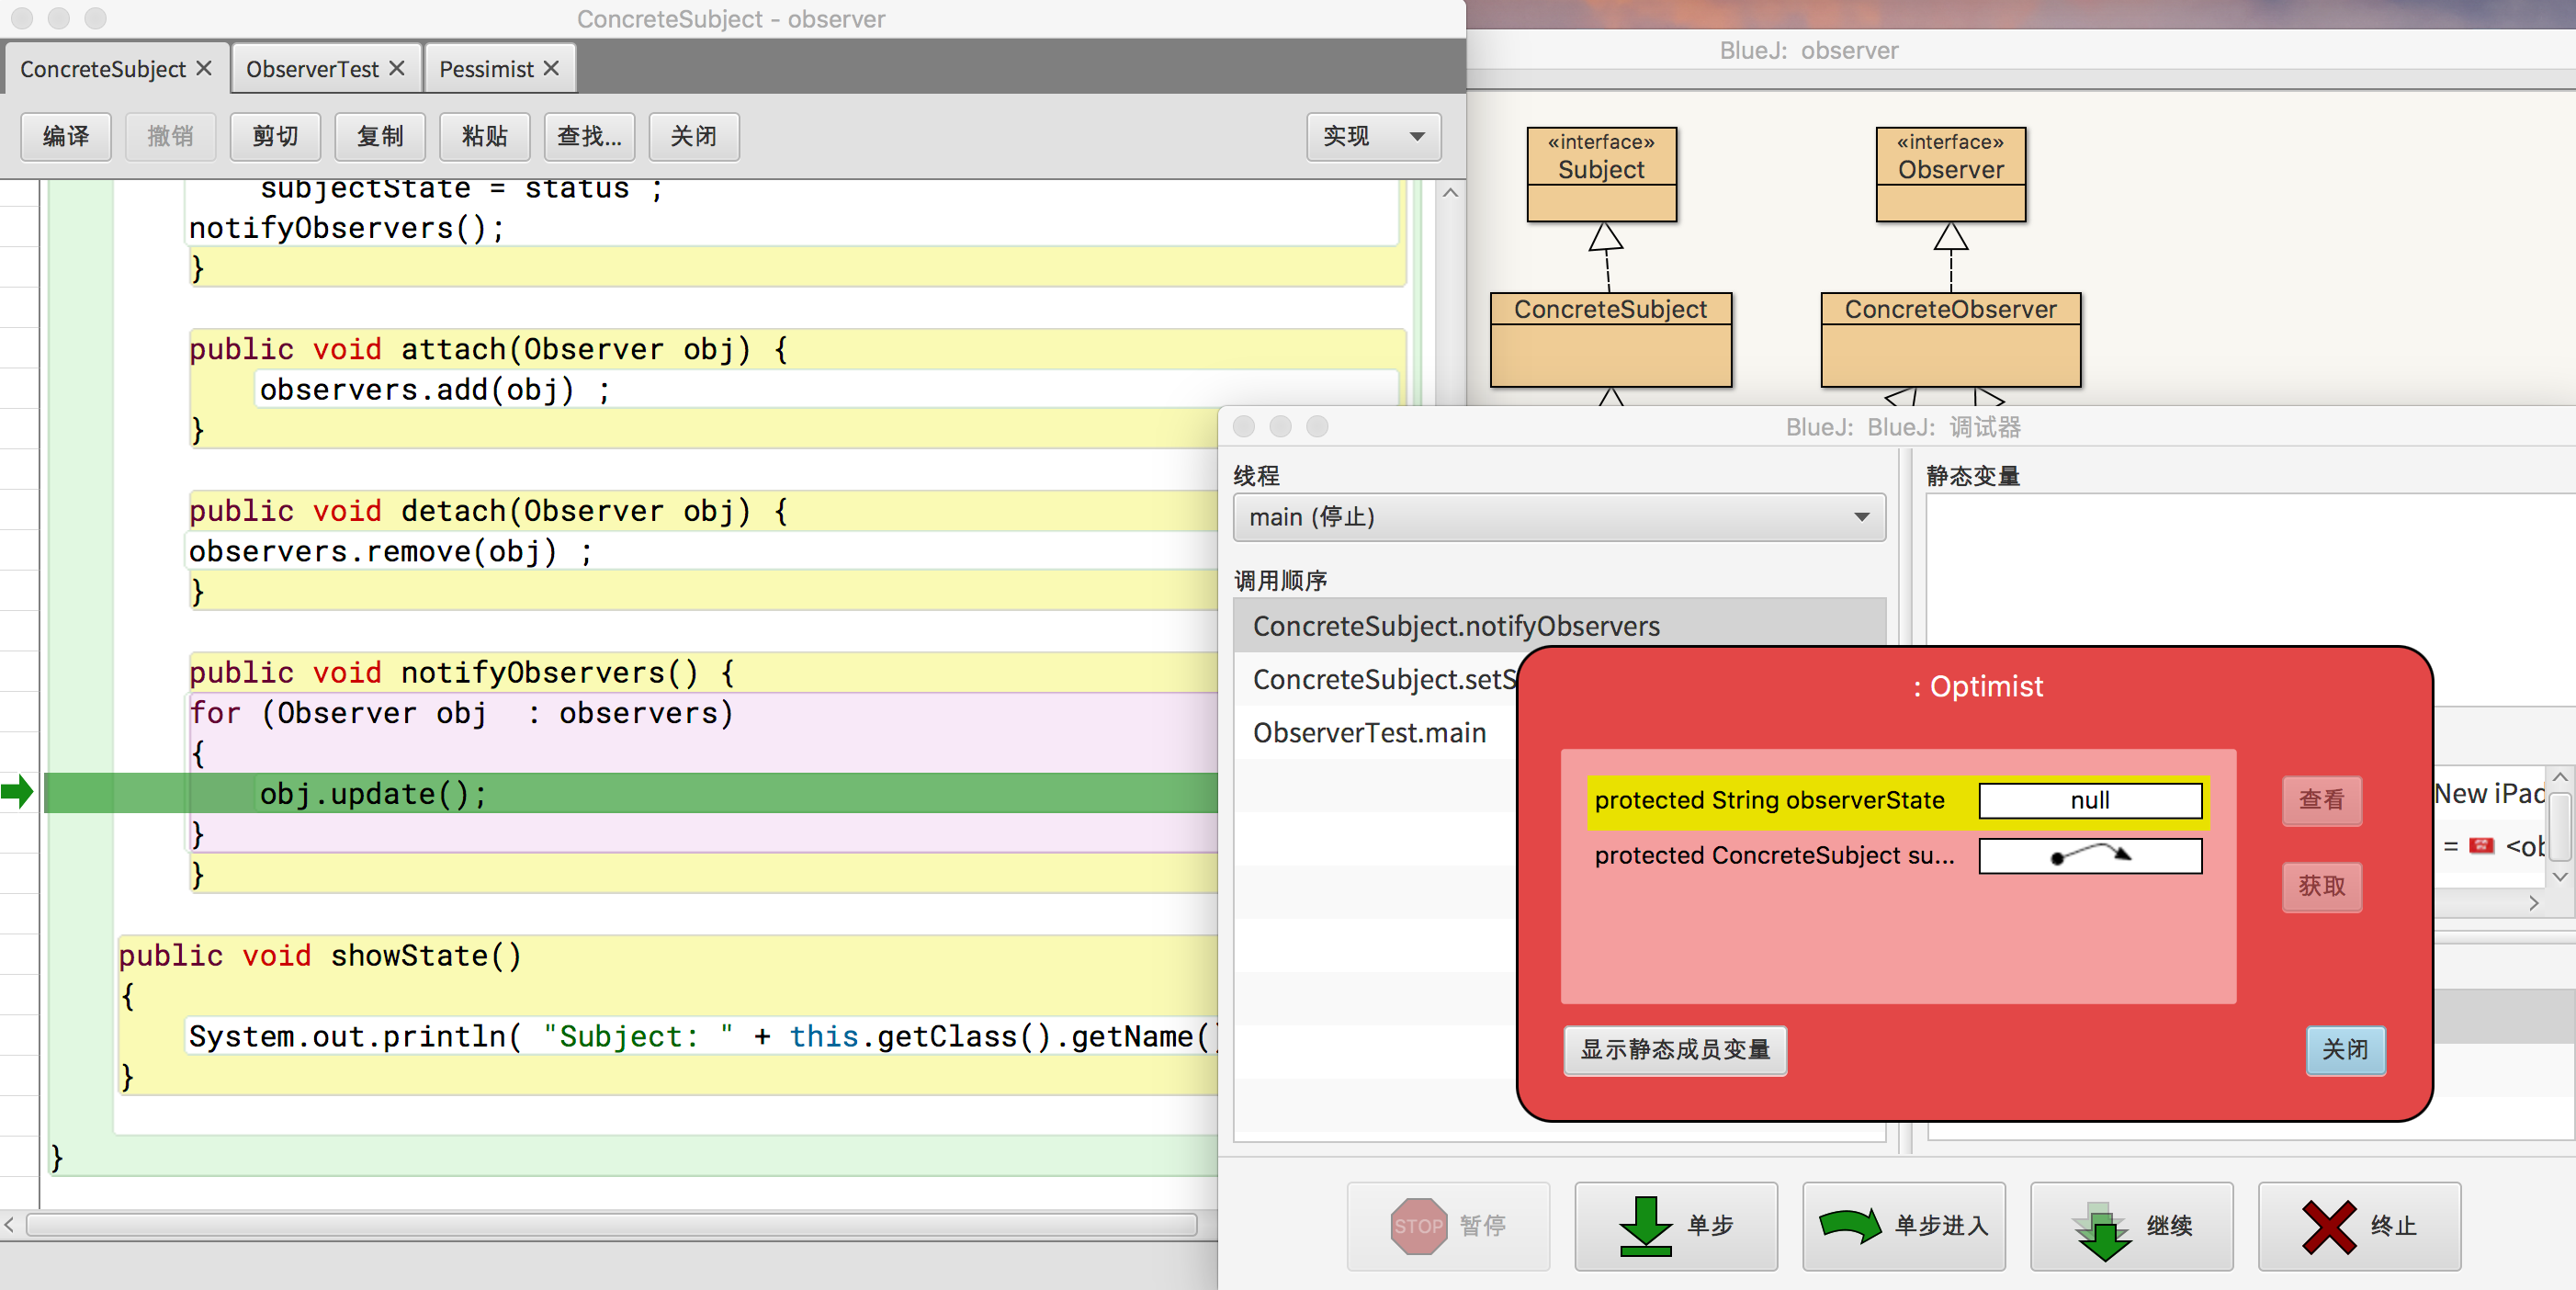 ConcreteSubject - observer
ConcreteSubject
ObserverTest
Pessimist
编译
撤销
剪切
复制
粘贴
查找...
关闭
实现
subjectState = status ;
notifyObservers();
}
public void attach(Observer obj) {
observers.add(obj) ;
}
public void detach(Observer obj) {
observers.remove(obj) ;
}
public void notifyObservers() {
for (Observer obj  : observers)
{
obj.update();
}
}
public void showState()
{
System.out.println( "Subject: " + this.getClass().getName()
}
}
BlueJ: observer
«interface»
Subject
«interface»
Observer
ConcreteSubject
ConcreteObserver
BlueJ: BlueJ: 调试器
线程
main (停止)
调用顺序
ConcreteSubject.notifyObservers
ConcreteSubject.setS
ObserverTest.main
静态变量
New iPad
= <ob
: Optimist
protected String observerState
null
protected ConcreteSubject su...
查看
获取
显示静态成员变量
关闭
STOP 暂停
单步
单步进入
继续
终止